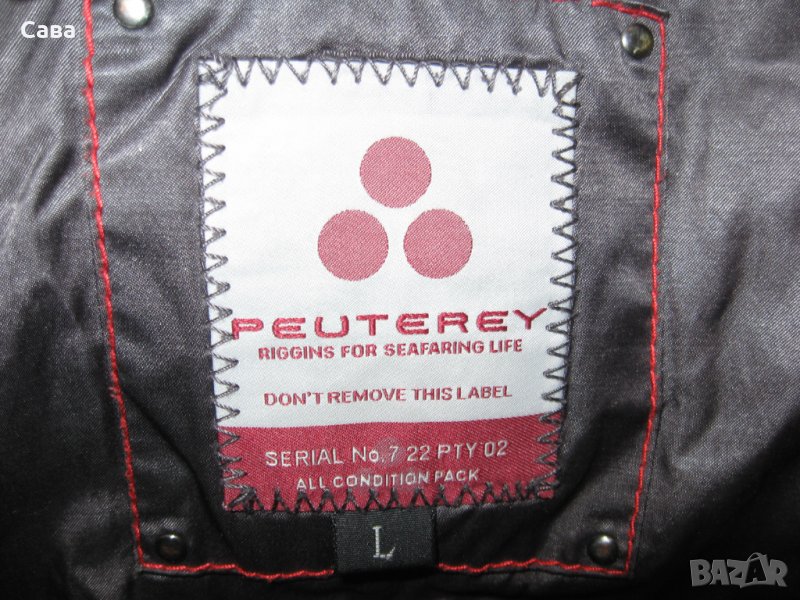 Сава
PEUTEREY
RIGGINS FOR SEAFARING LIFE
DON'T REMOVE THIS LABEL
SERIAL No. 7 22 PTY 02
ALL CONDITION PACK
L
BAZAR